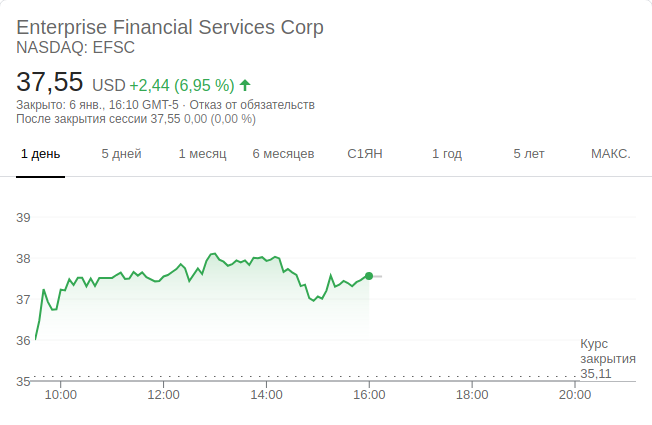 Enterprise Financial Services Corp
NASDAQ: EFSC
37,55 USD +2,44 (6,95 %)
Закрыто: 6 янв., 16:10 GMT-5 · Отказ от обязательств
После закрытия сессии 37,55 0,00 (0,00 %)
1 день 5 дней 1 месяц 6 месяцев С1ЯН 1 год 5 лет МАКС.
39
38
37
36
Курс
закрытия
35,11
35
10:00 12:00 14:00 16:00 18:00 20:00